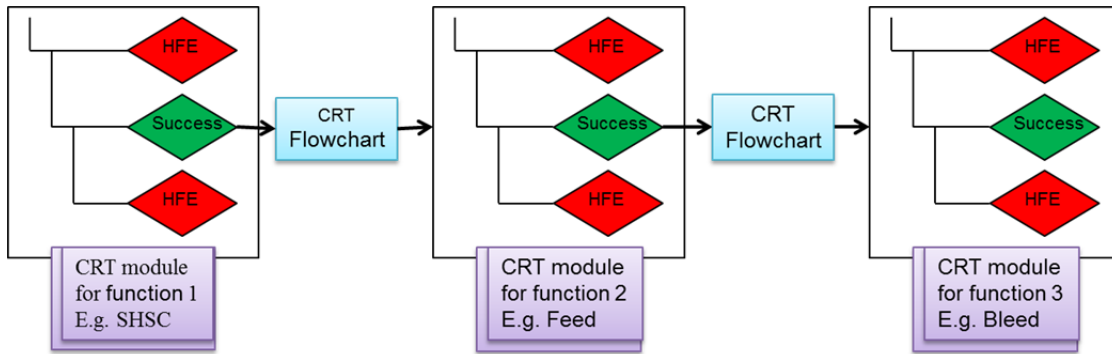 HFE
Success
HFE
CRT module
for function 1
E.g. SHSC
CRT
Flowchart
HFE
Success
HFE
CRT module
for function 2
E.g. Feed
CRT
Flowchart
HFE
Success
HFE
CRT module
for function 3
E.g. Bleed